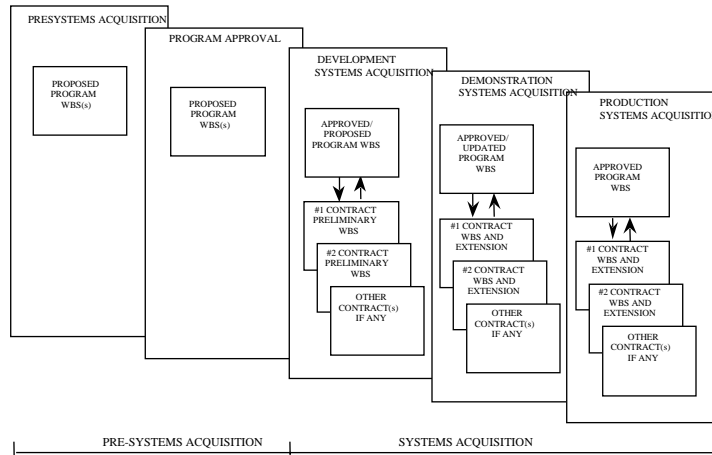 PRESYSTEMS ACQUISITION
PROPOSED
PROGRAM
WBS(s)
PROGRAM APPROVAL
PROPOSED
PROGRAM
WBS(s)
DEVELOPMENT
SYSTEMS ACQUISITION
APPROVED/
PROPOSED
PROGRAM WBS
#1 CONTRACT
PRELIMINARY
WBS
#2 CONTRACT
PRELIMINARY
WBS
OTHER
CONTRACT(s)
IF ANY
DEMONSTRATION
SYSTEMS ACQUISITION
APPROVED/
UPDATED
PROGRAM
WBS
#1 CONTRACT
WBS AND
EXTENSION
#2 CONTRACT
WBS AND
EXTENSION
OTHER
CONTRACT(s)
IF ANY
PRODUCTION
SYSTEMS ACQUISITION
APPROVED
PROGRAM
WBS
#1 CONTRACT
WBS AND
EXTENSION
#2 CONTRACT
WBS AND
EXTENSION
OTHER
CONTRACT(s)
IF ANY
PRE-SYSTEMS ACQUISITION
SYSTEMS ACQUISITION